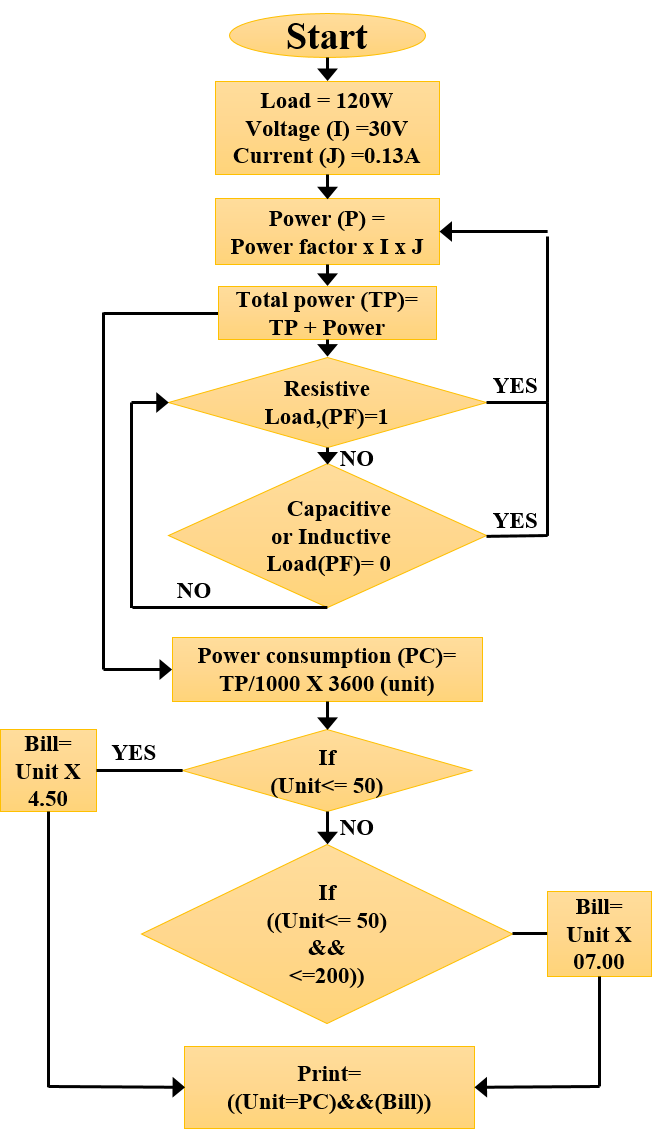 Start
Load = 120W
Voltage (I) =30V
Current (J) =0.13A
Power (P) =
Power factor x I x J
Total power (TP)=
TP + Power
Resistive
Load,(PF)=1
YES
NO
Capacitive
or Inductive
Load(PF)= 0
YES
NO
Power consumption (PC)=
TP/1000 X 3600 (unit)
If
(Unit<= 50)
YES
Bill=
Unit X
4.50
NO
If
((Unit<= 50)
&&
<=200))
Bill=
Unit X
07.00
Print=
((Unit=PC)&&(Bill))